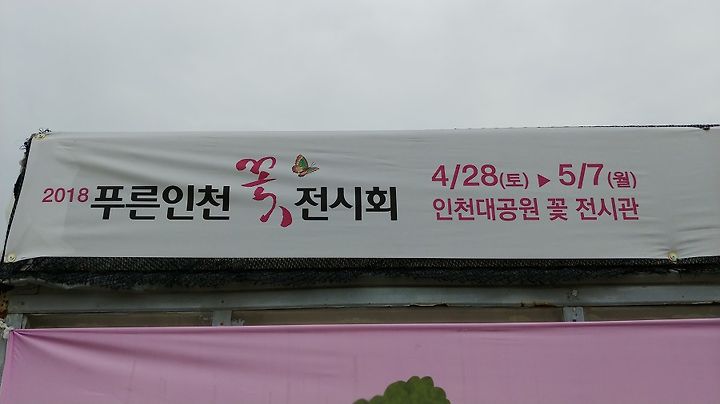 2018 푸른인천 꽃 전시회
4/28(토) ▶ 5/7(월)
인천대공원 꽃 전시관